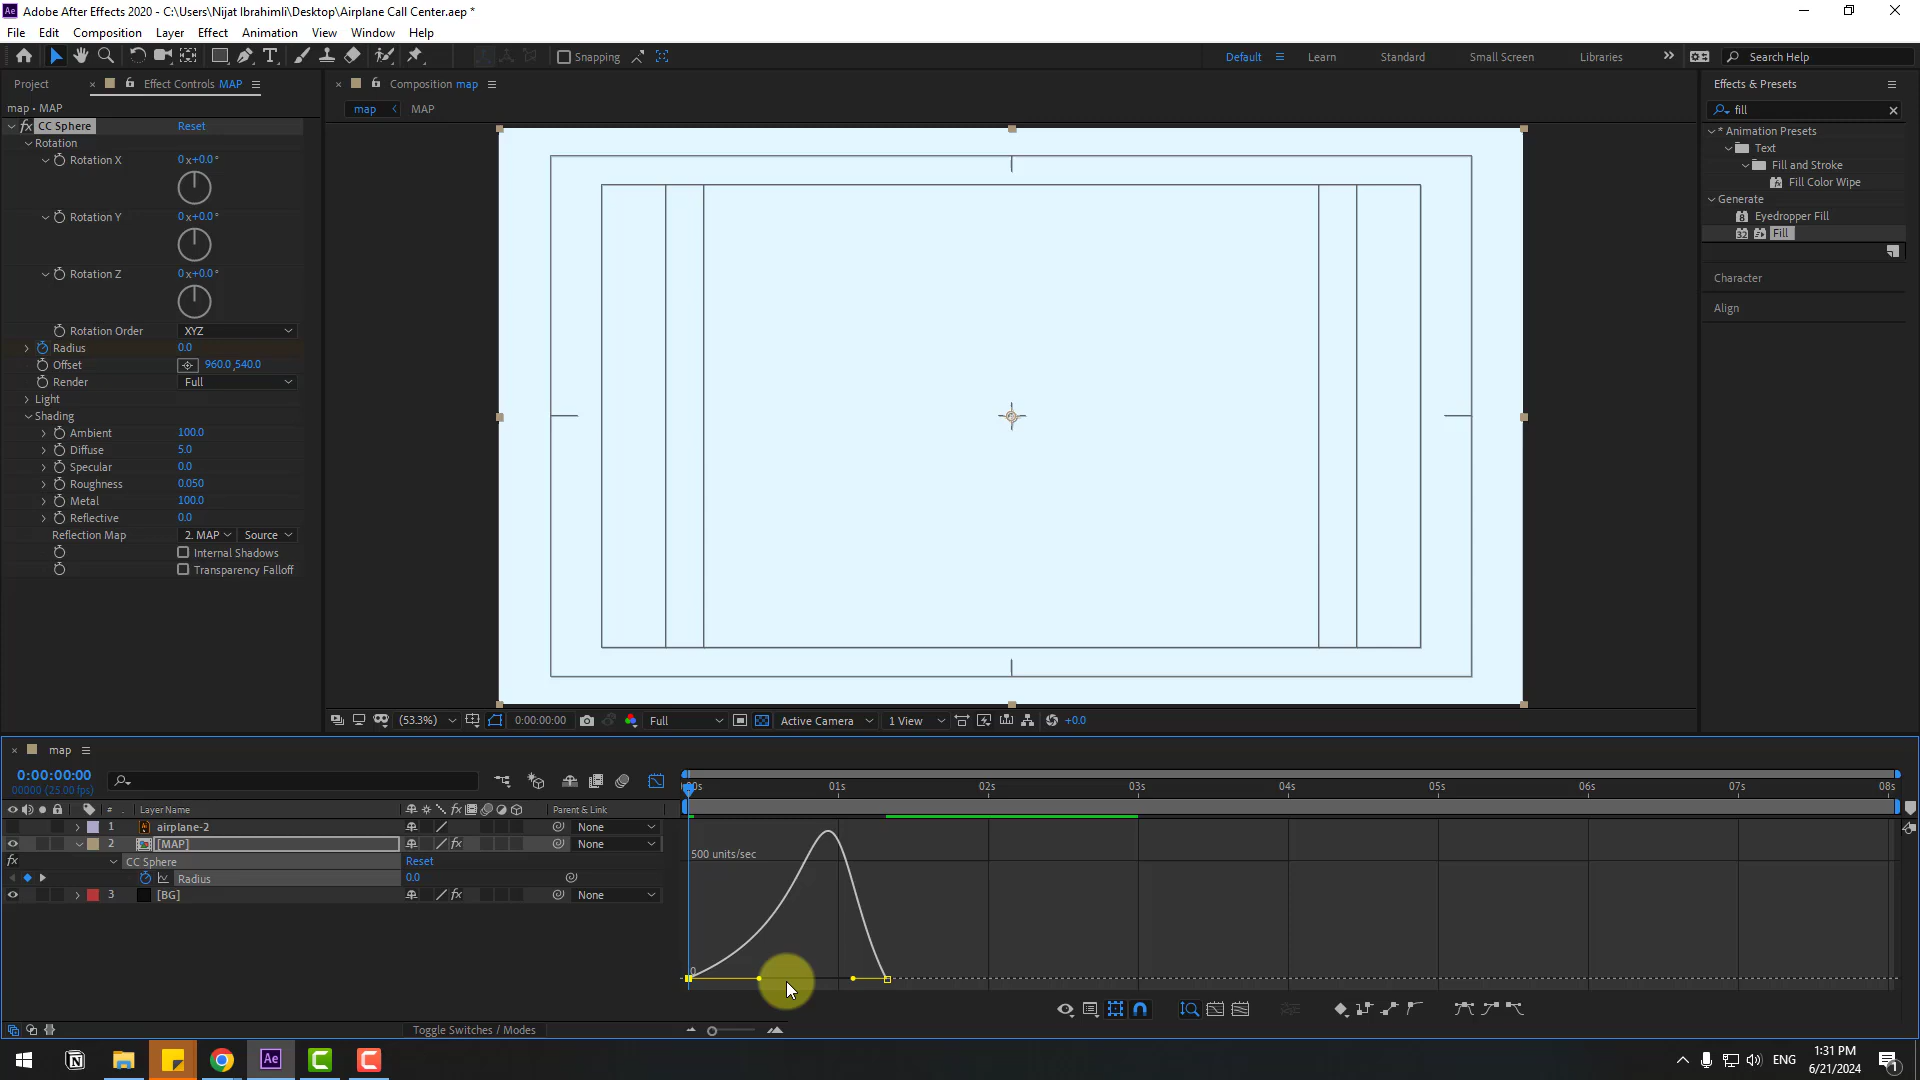 Adobe After Effects 2020 - C:\Users\Nijat Ibrahimli\Desktop\Airplane Call Center.aep *
File Edit Composition Layer Effect Animation View Window Help
Snapping Default Learn Standard Small Screen Libraries Search Help
Project Effect Controls MAP
map • MAP
CC Sphere Reset
Rotation
Rotation X 0 x+0.0 °
Rotation Y 0 x+0.0 °
Rotation Z 0 x+0.0 °
Rotation Order XYZ
Radius 0.0
Offset 960.0,540.0
Render Full
Light
Shading
Ambient 100.0
Diffuse 5.0
Specular 0.0
Roughness 0.050
Metal 100.0
Reflective 0.0
Reflection Map 2. MAP Source
Internal Shadows
Transparency Falloff
Composition map
map MAP
(53.3%) 0:00:00:00 Full Active Camera 1 View +0.0
Effects & Presets
fill
* Animation Presets
Text
Fill and Stroke
Fill Color Wipe
Generate
Eyedropper Fill
Fill
Character
Align
map
0:00:00:00
00000 (25.00 fps)
# Layer Name Parent & Link
1 airplane-2 None
2 [MAP] None
CC Sphere Reset
Radius 0.0
3 [BG] None
Toggle Switches / Modes
01s 02s 03s 04s 05s 06s 07s 08s
500 units/sec
0
ENG 1:31 PM
6/21/2024